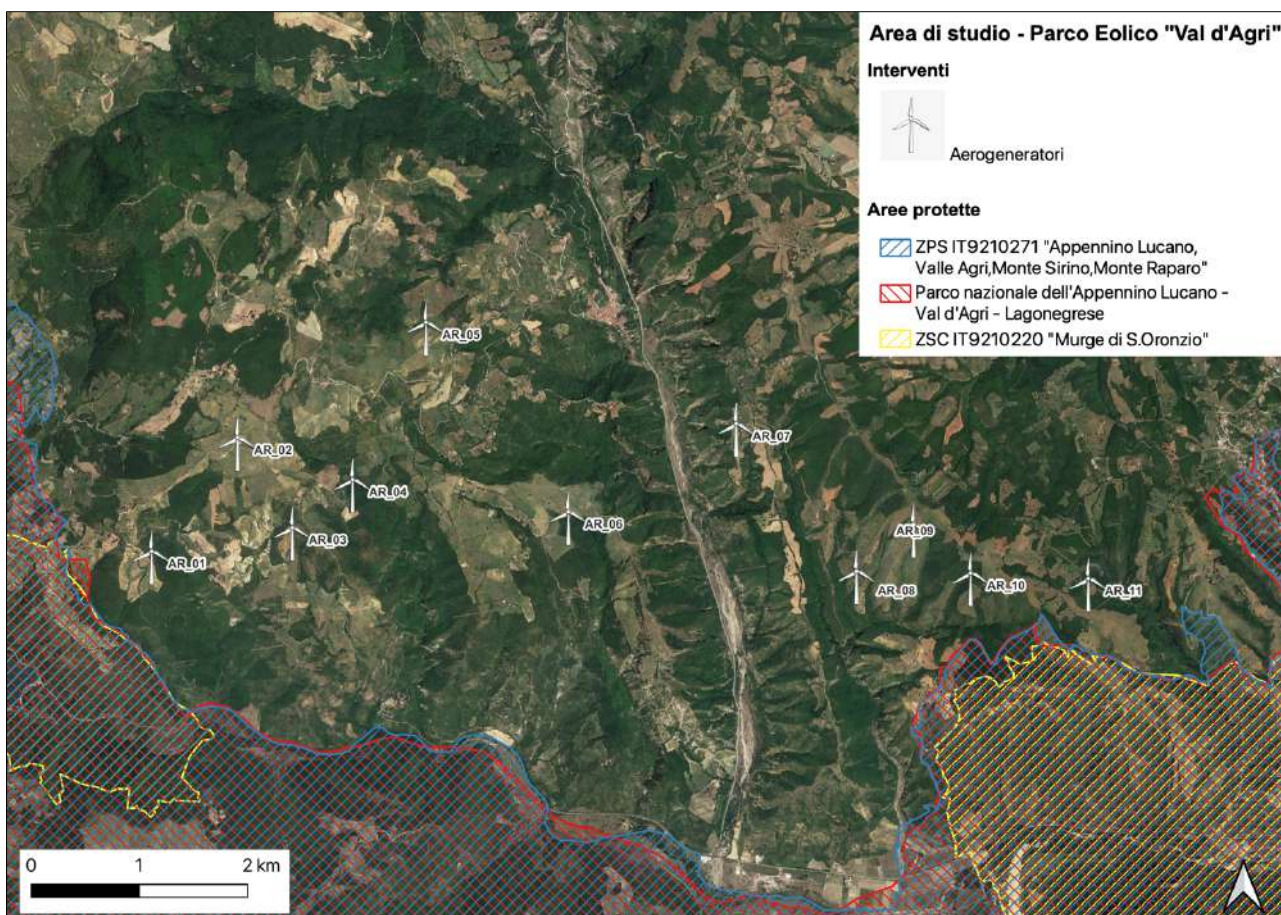 Area di studio - Parco Eolico "Val d'Agri"
Interventi
Aerogeneratori
Aree protette
ZPS IT9210271 "Appennino Lucano,
Valle Agri,Monte Sirino,Monte Raparo"
Parco nazionale dell'Appennino Lucano -
Val d'Agri - Lagonegrese
ZSC IT9210220 "Murge di S.Oronzio"
AR_05
AR_02
AR_07
AR_04
AR_06
AR_03
AR_09
AR_01
AR_08
AR_10
AR_11
0 1 2 km